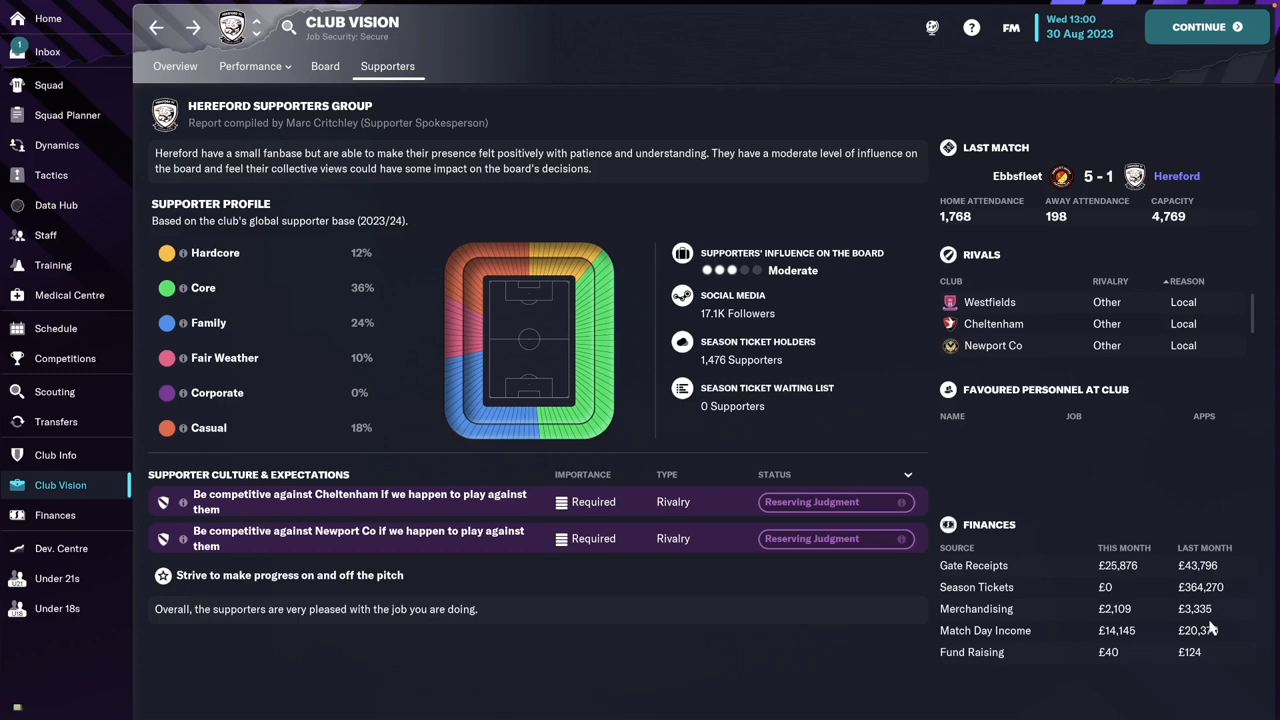 Home
1
Inbox
Squad
Squad Planner
Dynamics
Tactics
Data Hub
Staff
Training
Medical Centre
Schedule
Competitions
Scouting
Transfers
Club Info
Club Vision
Finances
Dev. Centre
U21
Under 21s
U18
Under 18s
CLUB VISION
Job Security: Secure
FM
Wed 13:00
30 Aug 2023
CONTINUE
Overview Performance Board Supporters
HEREFORD SUPPORTERS GROUP
Report compiled by Marc Critchley (Supporter Spokesperson)
Hereford have a small fanbase but are able to make their presence felt positively with patience and understanding. They have a moderate level of influence on
the board and feel their collective views could have some impact on the board's decisions.
SUPPORTER PROFILE
Based on the club's global supporter base (2023/24).
Hardcore 12%
Core 36%
Family 24%
Fair Weather 10%
Corporate 0%
Casual 18%
SUPPORTERS' INFLUENCE ON THE BOARD
Moderate
SOCIAL MEDIA
17.1K Followers
SEASON TICKET HOLDERS
1,476 Supporters
SEASON TICKET WAITING LIST
0 Supporters
SUPPORTER CULTURE & EXPECTATIONS IMPORTANCE TYPE STATUS
Be competitive against Cheltenham if we happen to play against
them
Required Rivalry Reserving Judgment
Be competitive against Newport Co if we happen to play against
them
Required Rivalry Reserving Judgment
Strive to make progress on and off the pitch
Overall, the supporters are very pleased with the job you are doing.
LAST MATCH
Ebbsfleet 5 - 1 Hereford
HOME ATTENDANCE AWAY ATTENDANCE CAPACITY
1,768 198 4,769
RIVALS
CLUB RIVALRY REASON
Westfields Other Local
Cheltenham Other Local
Newport Co Other Local
FAVOURED PERSONNEL AT CLUB
NAME JOB APPS
FINANCES
SOURCE THIS MONTH LAST MONTH
Gate Receipts £25,876 £43,796
Season Tickets £0 £364,270
Merchandising £2,109 £3,335
Match Day Income £14,145
Fund Raising £40 £124